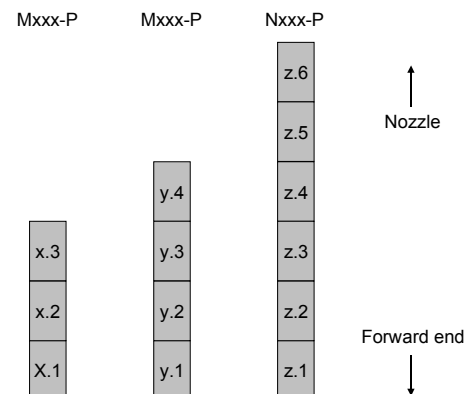 Mxxx-P Mxxx-P Nxxx-P
z.6
Nozzle
z.5
y.4 z.4
x.3 y.3 z.3
x.2 y.2 z.2
Forward end
X.1 y.1 z.1